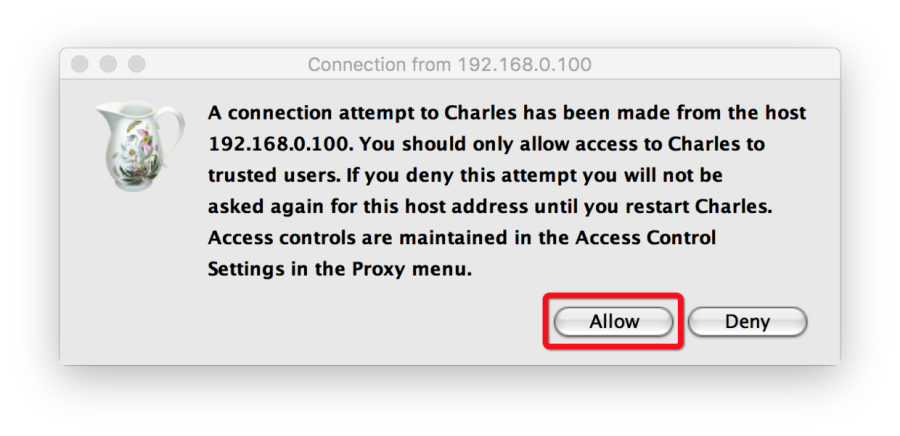 Connection from 192.168.0.100
A connection attempt to Charles has been made from the host
192.168.0.100. You should only allow access to Charles to
trusted users. If you deny this attempt you will not be
asked again for this host address until you restart Charles.
Access controls are maintained in the Access Control
Settings in the Proxy menu.
Allow Deny